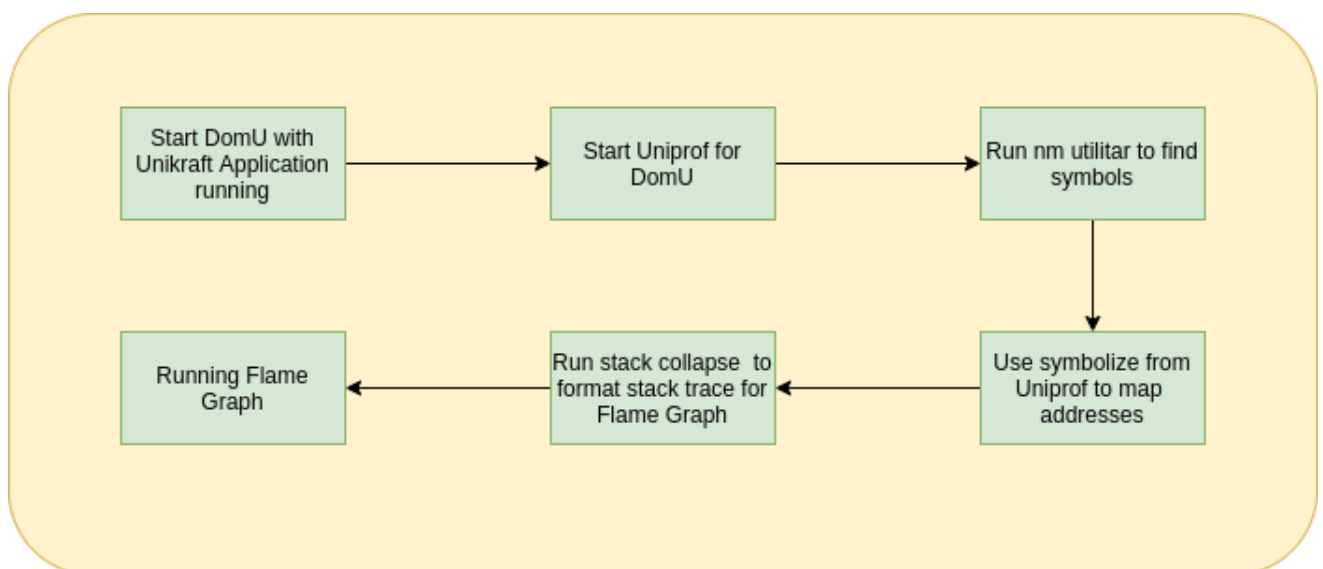 Start DomU with
Unikraft Application
running
Start Uniprof for
DomU
Run nm utilitar to find
symbols
Use symbolize from
Uniprof to map
addresses
Run stack collapse  to
format stack trace for
Flame Graph
Running Flame
Graph